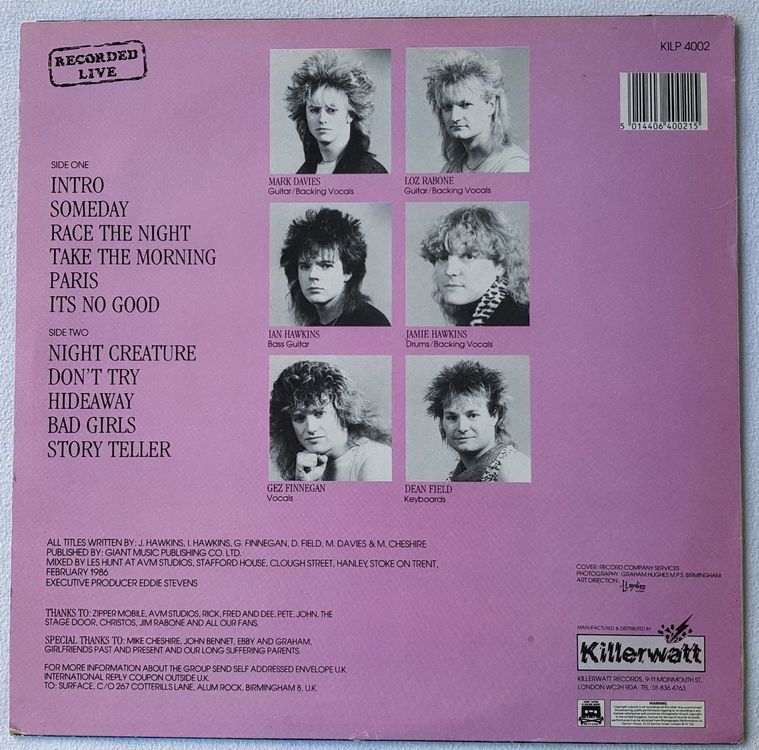 RECORDED
LIVE
KILP 4002
5 014406 400215
SIDE ONE
INTRO
SOMEDAY
RACE THE NIGHT
TAKE THE MORNING
PARIS
ITS NO GOOD
SIDE TWO
NIGHT CREATURE
DON'T TRY
HIDEAWAY
BAD GIRLS
STORY TELLER
MARK DAVIES
Guitar/Backing Vocals
LOZ RABONE
Guitar/Backing Vocals
IAN HAWKINS
Bass Guitar
JAMIE HAWKINS
Drums/Backing Vocals
GEZ FINNEGAN
Vocals
DEAN FIELD
Keyboards
ALL TITLES WRITTEN BY: J. HAWKINS, I. HAWKINS, G. FINNEGAN, D. FIELD, M. DAVIES & M. CHESHIRE
PUBLISHED BY: GIANT MUSIC PUBLISHING CO. LTD.
MIXED BY LES HUNT AT AVM STUDIOS, STAFFORD HOUSE, CLOUGH STREET, HANLEY, STOKE ON TRENT,
FEBRUARY 1986
EXECUTIVE PRODUCER EDDIE STEVENS
THANKS TO: ZIPPER MOBILE, AVM STUDIOS, RICK, FRED AND DEE, PETE, JOHN, THE
STAGE DOOR, CHRISTOS, JIM RABONE AND ALL OUR FANS.
SPECIAL THANKS TO: MIKE CHESHIRE, JOHN BENNET, EBBY AND GRAHAM,
GIRLFRIENDS PAST AND PRESENT AND OUR LONG SUFFERING PARENTS.
FOR MORE INFORMATION ABOUT THE GROUP SEND SELF ADDRESSED ENVELOPE U.K.
INTERNATIONAL REPLY COUPON OUTSIDE U.K.
TO: SURFACE, C/O 267 COTTERILLS LANE, ALUM ROCK, BIRMINGHAM 8, U.K.
COVER: RECORD COMPANY SERVICES
PHOTOGRAPHY: GRAHAM HUGHES M.P.S. BIRMINGHAM
ART DIRECTION:
MANUFACTURED & DISTRIBUTED BY
Killerwatt
KILLERWATT RECORDS, 9-11 MONMOUTH ST.,
LONDON WC2H 9DA TEL: 01-836 4763
WARNING